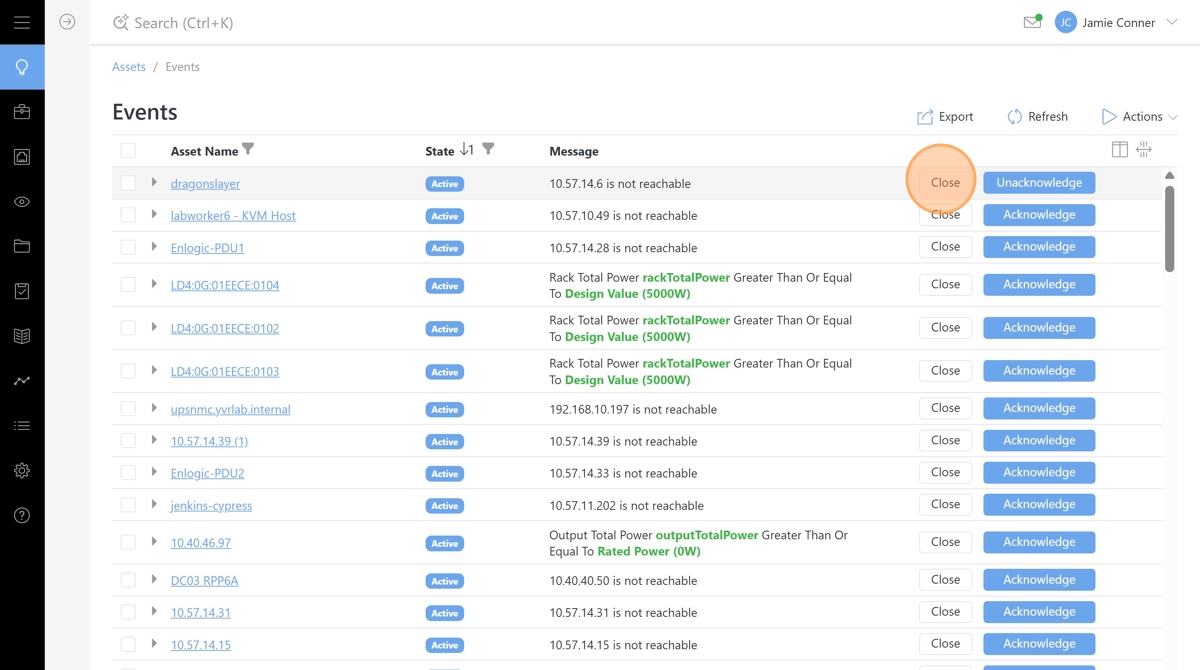 Search (Ctrl+K)
JC Jamie Conner
Assets / Events
Events
Export Refresh Actions
Asset Name State 1 Message
dragonslayer Active 10.57.14.6 is not reachable Close Unacknowledge
labworker6 - KVM Host Active 10.57.10.49 is not reachable Close Acknowledge
Enlogic-PDU1 Active 10.57.14.28 is not reachable Close Acknowledge
LD4:0G:01EECE:0104 Active Rack Total Power rackTotalPower Greater Than Or Equal Close Acknowledge
To Design Value (5000W)
LD4:0G:01EECE:0102 Active Rack Total Power rackTotalPower Greater Than Or Equal Close Acknowledge
To Design Value (5000W)
LD4:0G:01EECE:0103 Active Rack Total Power rackTotalPower Greater Than Or Equal Close Acknowledge
To Design Value (5000W)
upsnmc.yvrlab.internal Active 192.168.10.197 is not reachable Close Acknowledge
10.57.14.39 (1) Active 10.57.14.39 is not reachable Close Acknowledge
Enlogic-PDU2 Active 10.57.14.33 is not reachable Close Acknowledge
jenkins-cypress Active 10.57.11.202 is not reachable Close Acknowledge
10.40.46.97 Active Output Total Power outputTotalPower Greater Than Or Close Acknowledge
Equal To Rated Power (0W)
DC03 RPP6A Active 10.40.40.50 is not reachable Close Acknowledge
10.57.14.31 Active 10.57.14.31 is not reachable Close Acknowledge
10.57.14.15 Active 10.57.14.15 is not reachable Close Acknowledge